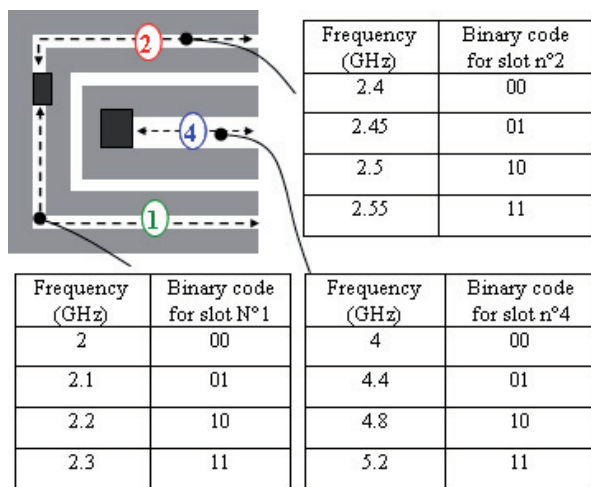 2
4
1
Frequency Binary code
(GHz) for slot n°2
2.4 00
2.45 01
2.5 10
2.55 11
Frequency Binary code
(GHz) for slot N°1
2 00
2.1 01
2.2 10
2.3 11
Frequency Binary code
(GHz) for slot n°4
4 00
4.4 01
4.8 10
5.2 11